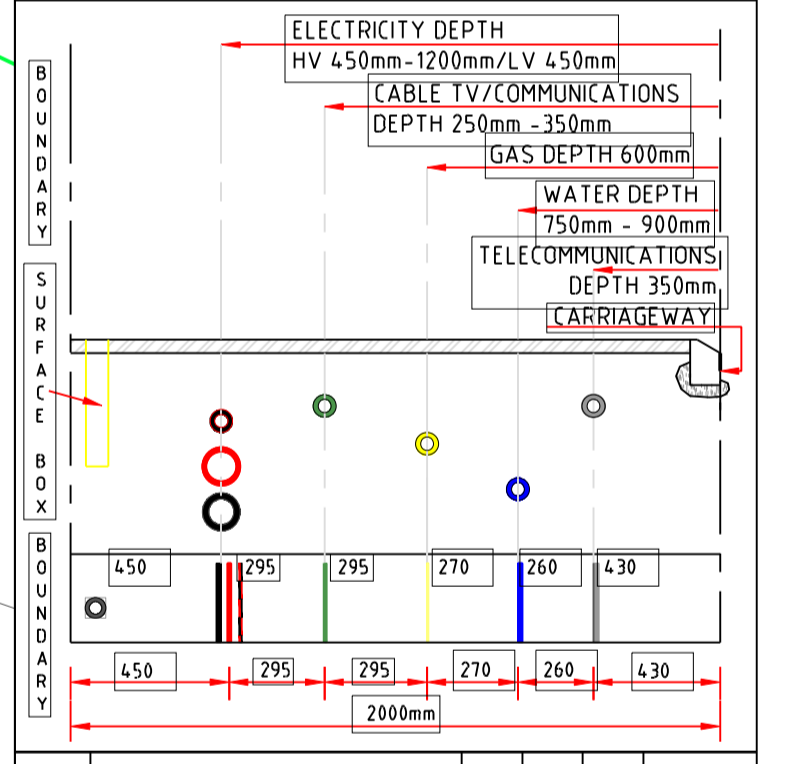 ELECTRICITY DEPTH
HV 450mm-1200mm/LV 450mm
CABLE TV/COMMUNICATIONS
DEPTH 250mm -350mm
GAS DEPTH 600mm
WATER DEPTH
750mm - 900mm
TELECOMMUNICATIONS
DEPTH 350mm
CARRIAGEWAY
BOUNDARY
SURFACE BOX
BOUNDARY
450 295 295 270 260 430
450 295 295 270 260 430
2000mm